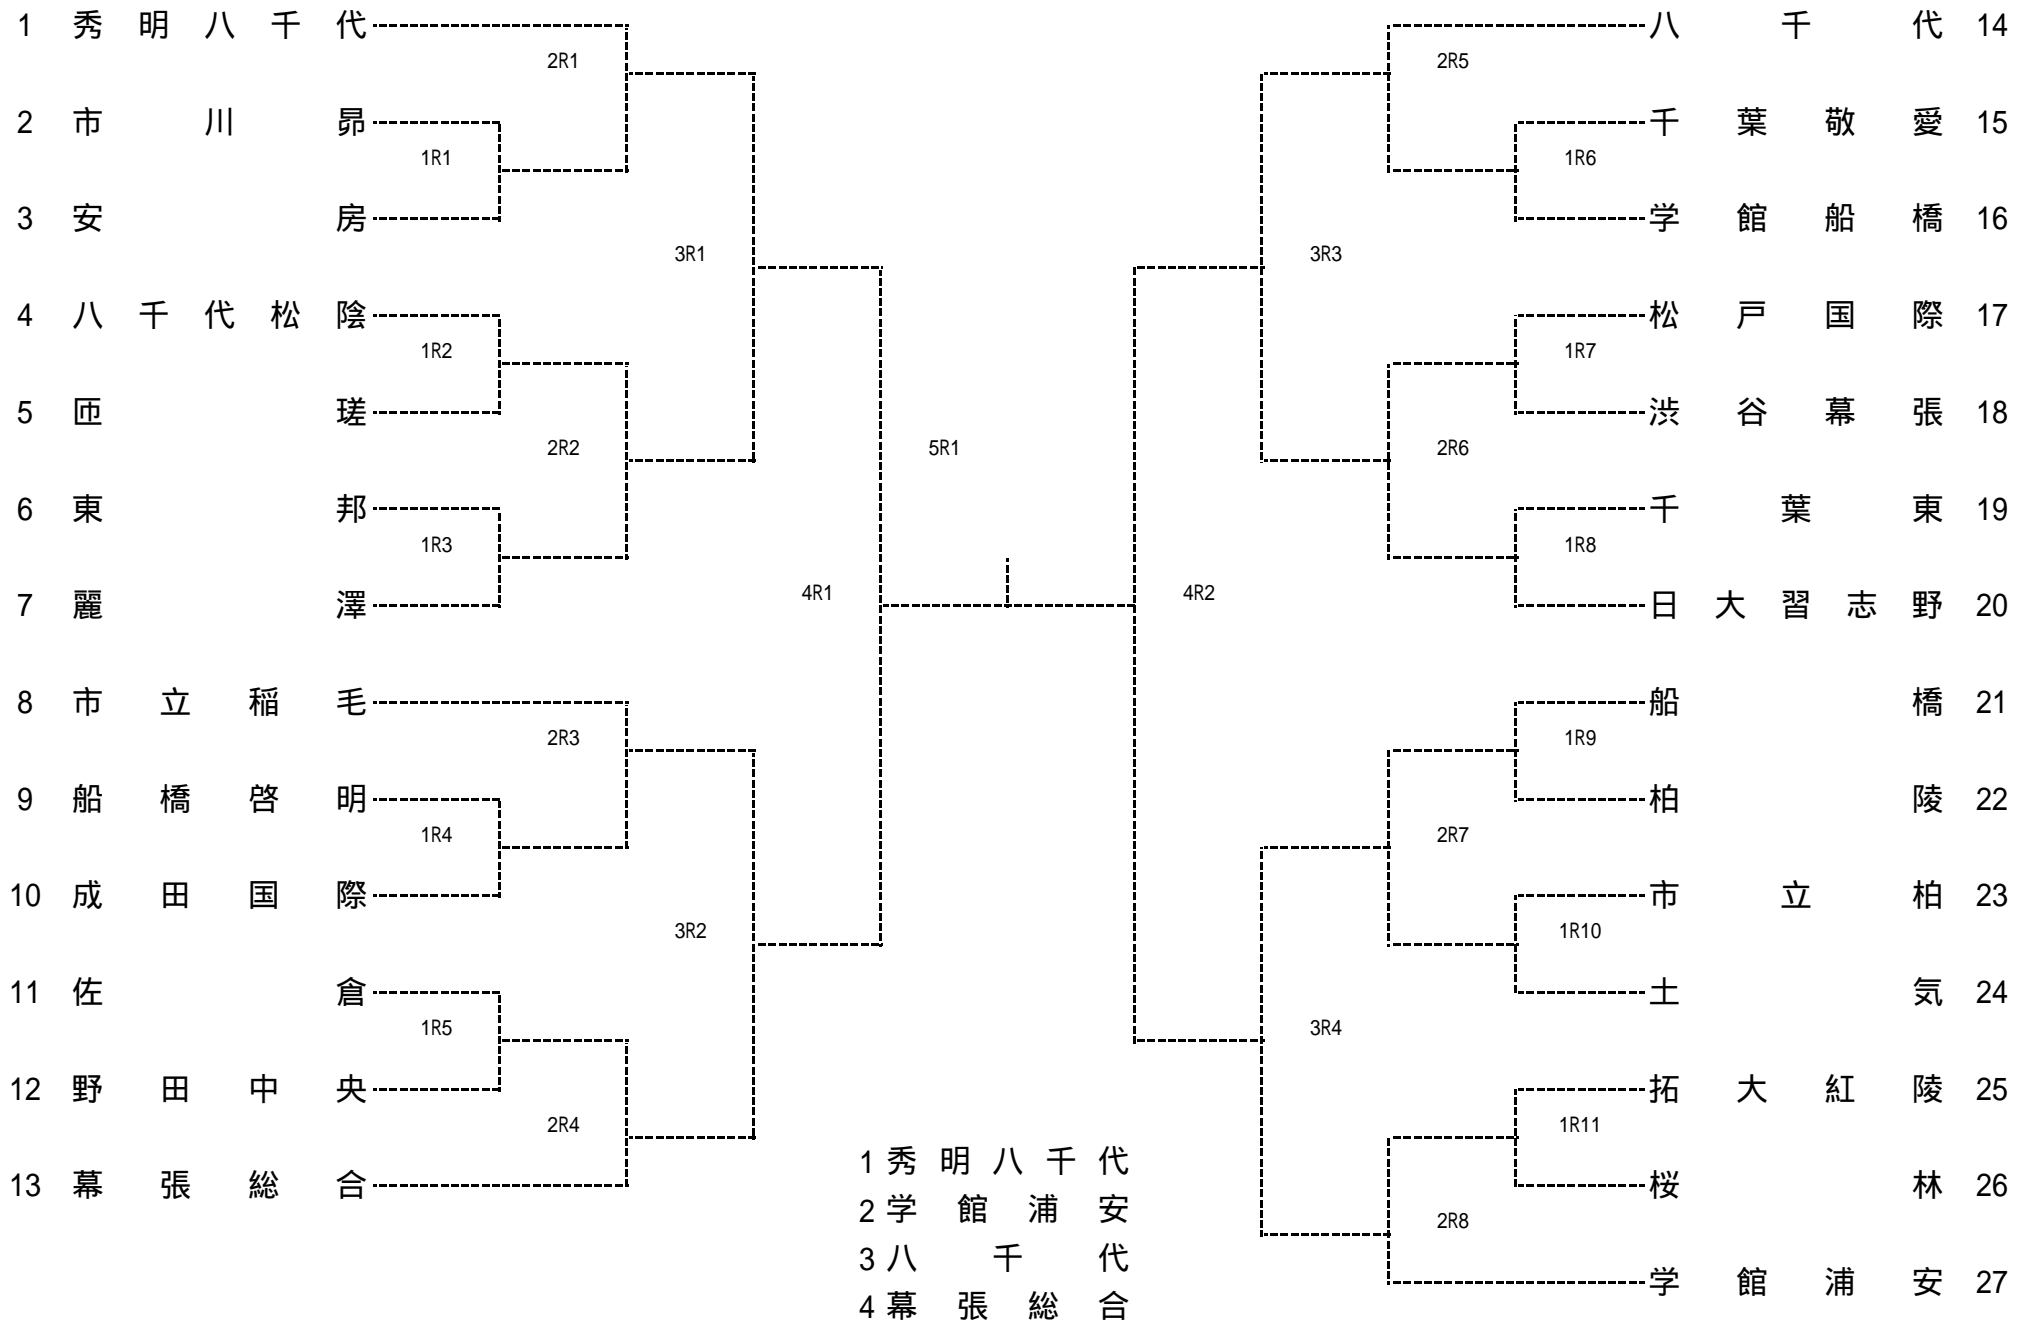 1 秀明八千代
2R1
2 市川昴
1R1
3 安房
3R1
4 八千代松陰
1R2
5 匝瑳
2R2
6 東邦
1R3
7 麗澤
4R1
8 市立稲毛
2R3
9 船橋啓明
1R4
10 成田国際
3R2
11 佐倉
1R5
12 野田中央
2R4
13 幕張総合
5R1
八千代 14
2R5
千葉敬愛 15
1R6
学館船橋 16
3R3
松戸国際 17
1R7
渋谷幕張 18
2R6
千葉東 19
1R8
4R2
日大習志野 20
船橋 21
1R9
柏陵 22
2R7
市立柏 23
1R10
土気 24
3R4
拓大紅陵 25
1R11
桜林 26
2R8
学館浦安 27
1 秀明八千代
2 学館浦安
3 八千代
4 幕張総合